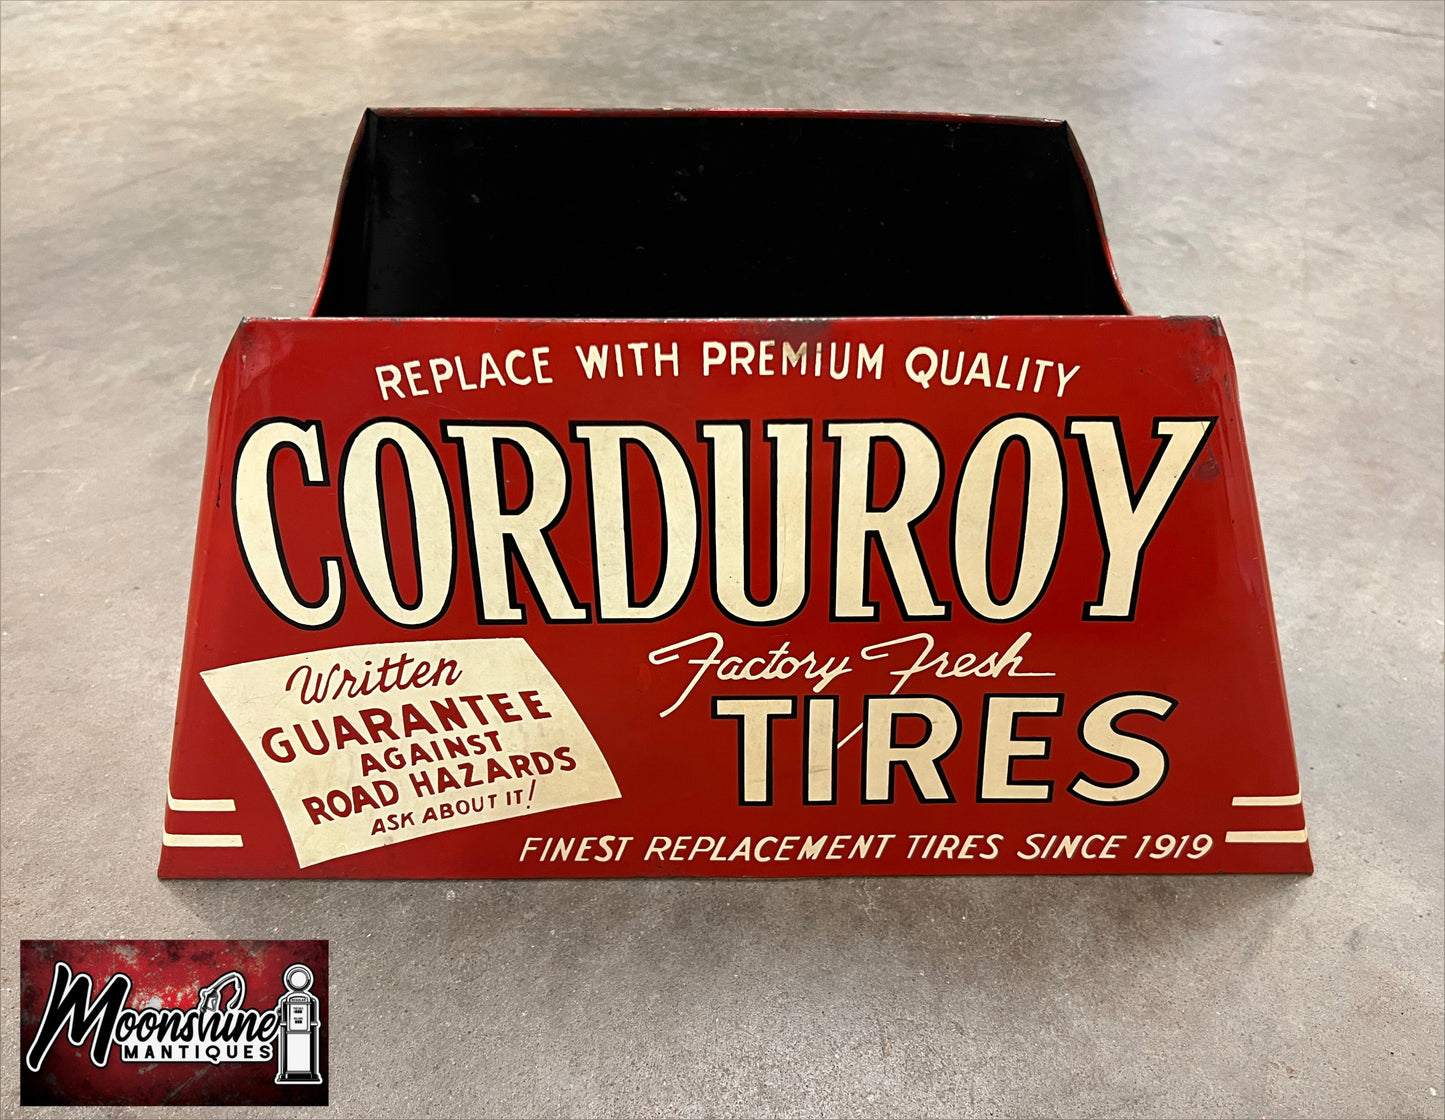 REPLACE WITH PREMIUM QUALITY
CORDUROY
Factory Fresh
TIRES
Written
GUARANTEE
AGAINST
ROAD HAZARDS
ASK ABOUT IT!
FINEST REPLACEMENT TIRES SINCE 1919
Moonshine
MANTIQUES